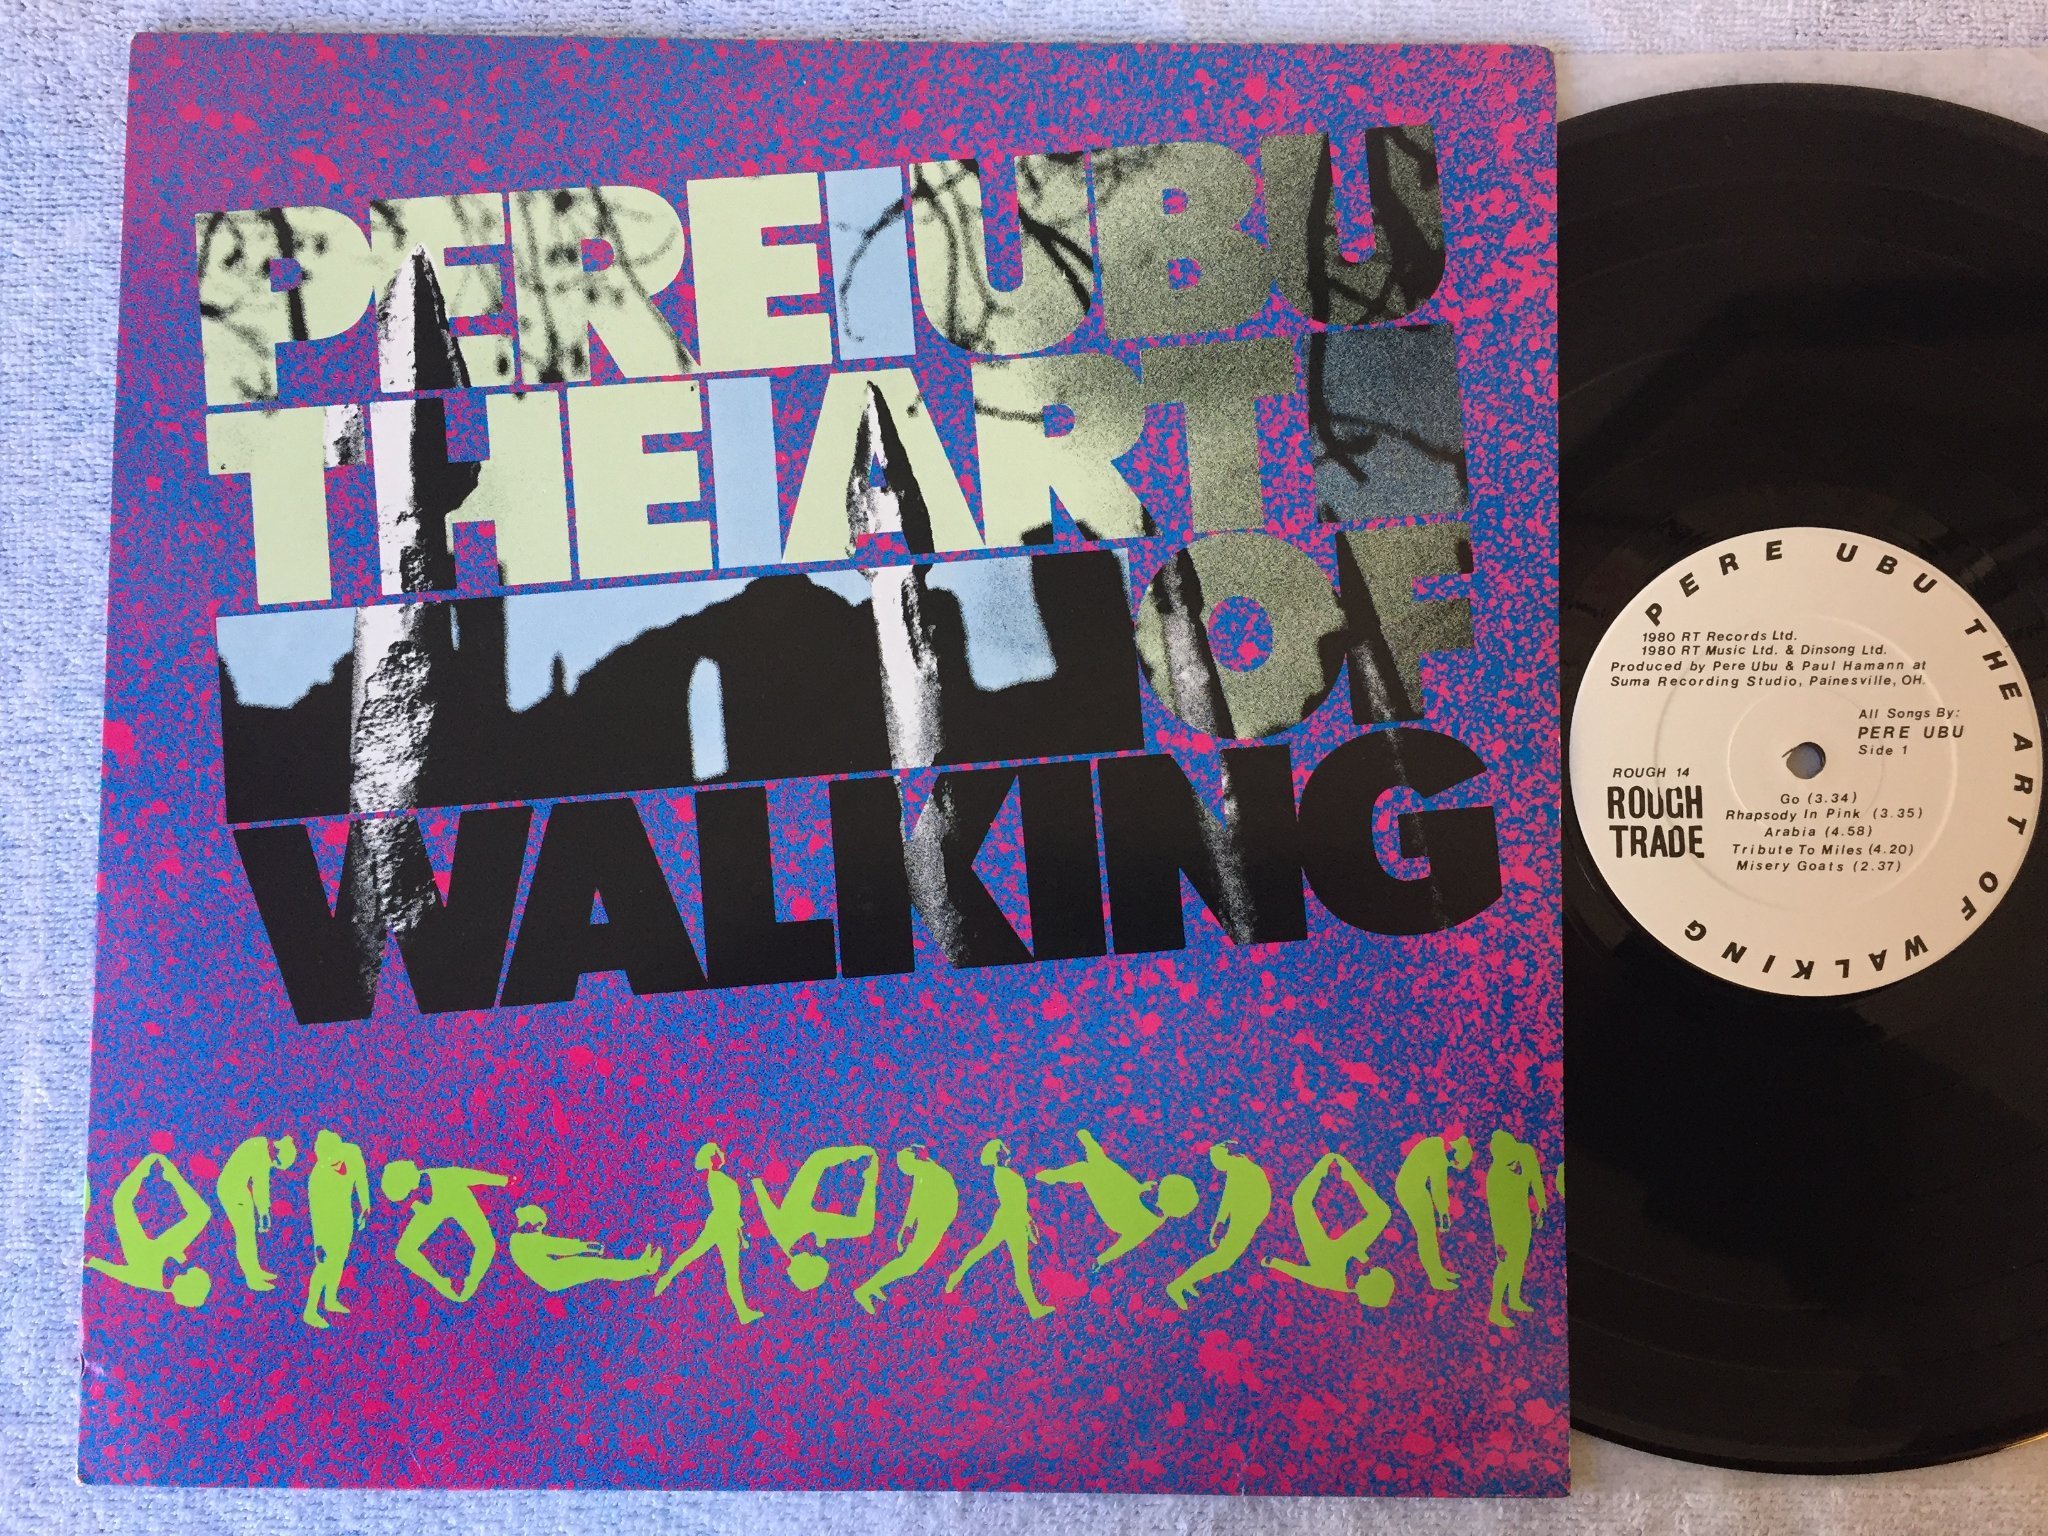 PERE UBU
THE ART
OF
WALKING
PERE UBU THE ART OF WALKING
1980 RT Records Ltd.
1980 RT Music Ltd. & Dinsong Ltd.
Produced by Pere Ubu & Paul Hamann at
Suma Recording Studio, Painesville, OH.
All Songs By:
PERE UBU
Side 1
ROUGH 14
ROUGH
TRADE
Go (3.34)
Rhapsody In Pink (3.35)
Arabia (4.58)
Tribute To Miles (4.20)
Misery Goats (2.37)